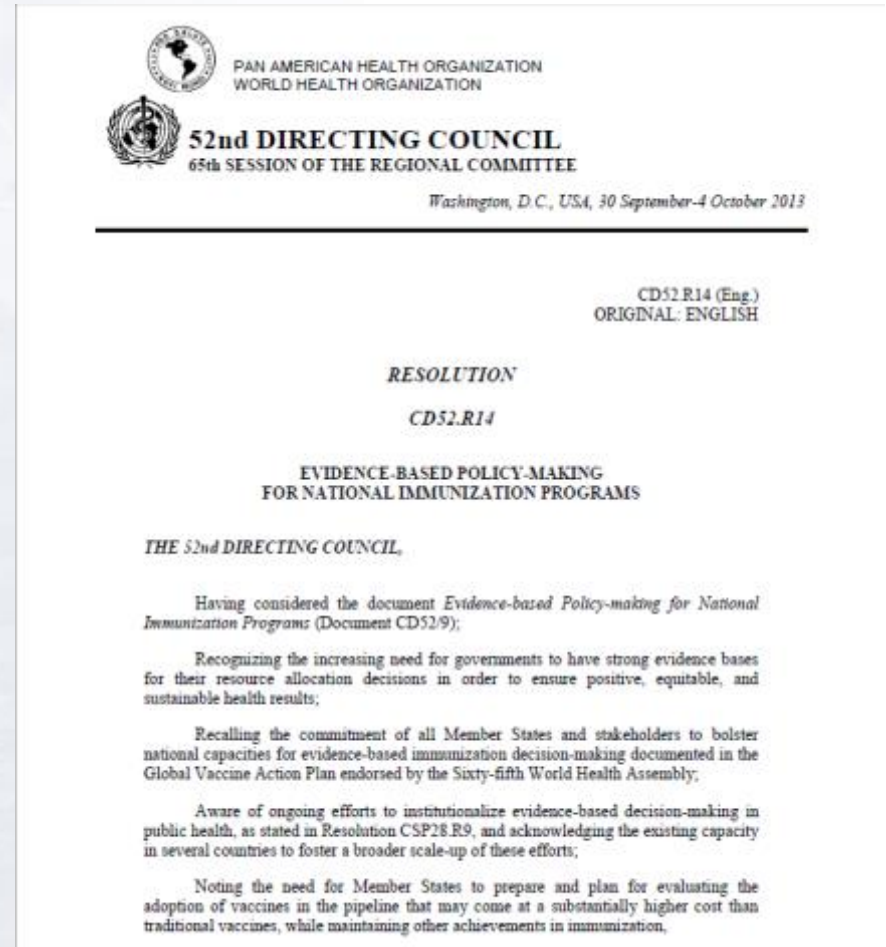 PAN AMERICAN HEALTH ORGANIZATION
WORLD HEALTH ORGANIZATION
52nd DIRECTING COUNCIL
65th SESSION OF THE REGIONAL COMMITTEE
Washington, D.C., USA, 30 September-4 October 2013
CD52.R14 (Eng.)
ORIGINAL: ENGLISH
RESOLUTION
CD52.R14
EVIDENCE-BASED POLICY-MAKING
FOR NATIONAL IMMUNIZATION PROGRAMS
THE 52nd DIRECTING COUNCIL,
Having considered the document Evidence-based Policy-making for National
Immunization Programs (Document CD52/9);
Recognizing the increasing need for governments to have strong evidence bases
for their resource allocation decisions in order to ensure positive, equitable, and
sustainable health results;
Recalling the commitment of all Member States and stakeholders to bolster
national capacities for evidence-based immunization decision-making documented in the
Global Vaccine Action Plan endorsed by the Sixty-fifth World Health Assembly;
Aware of ongoing efforts to institutionalize evidence-based decision-making in
public health, as stated in Resolution CSP28.R9, and acknowledging the existing capacity
in several countries to foster a broader scale-up of these efforts;
Noting the need for Member States to prepare and plan for evaluating the
adoption of vaccines in the pipeline that may come at a substantially higher cost than
traditional vaccines, while maintaining other achievements in immunization,